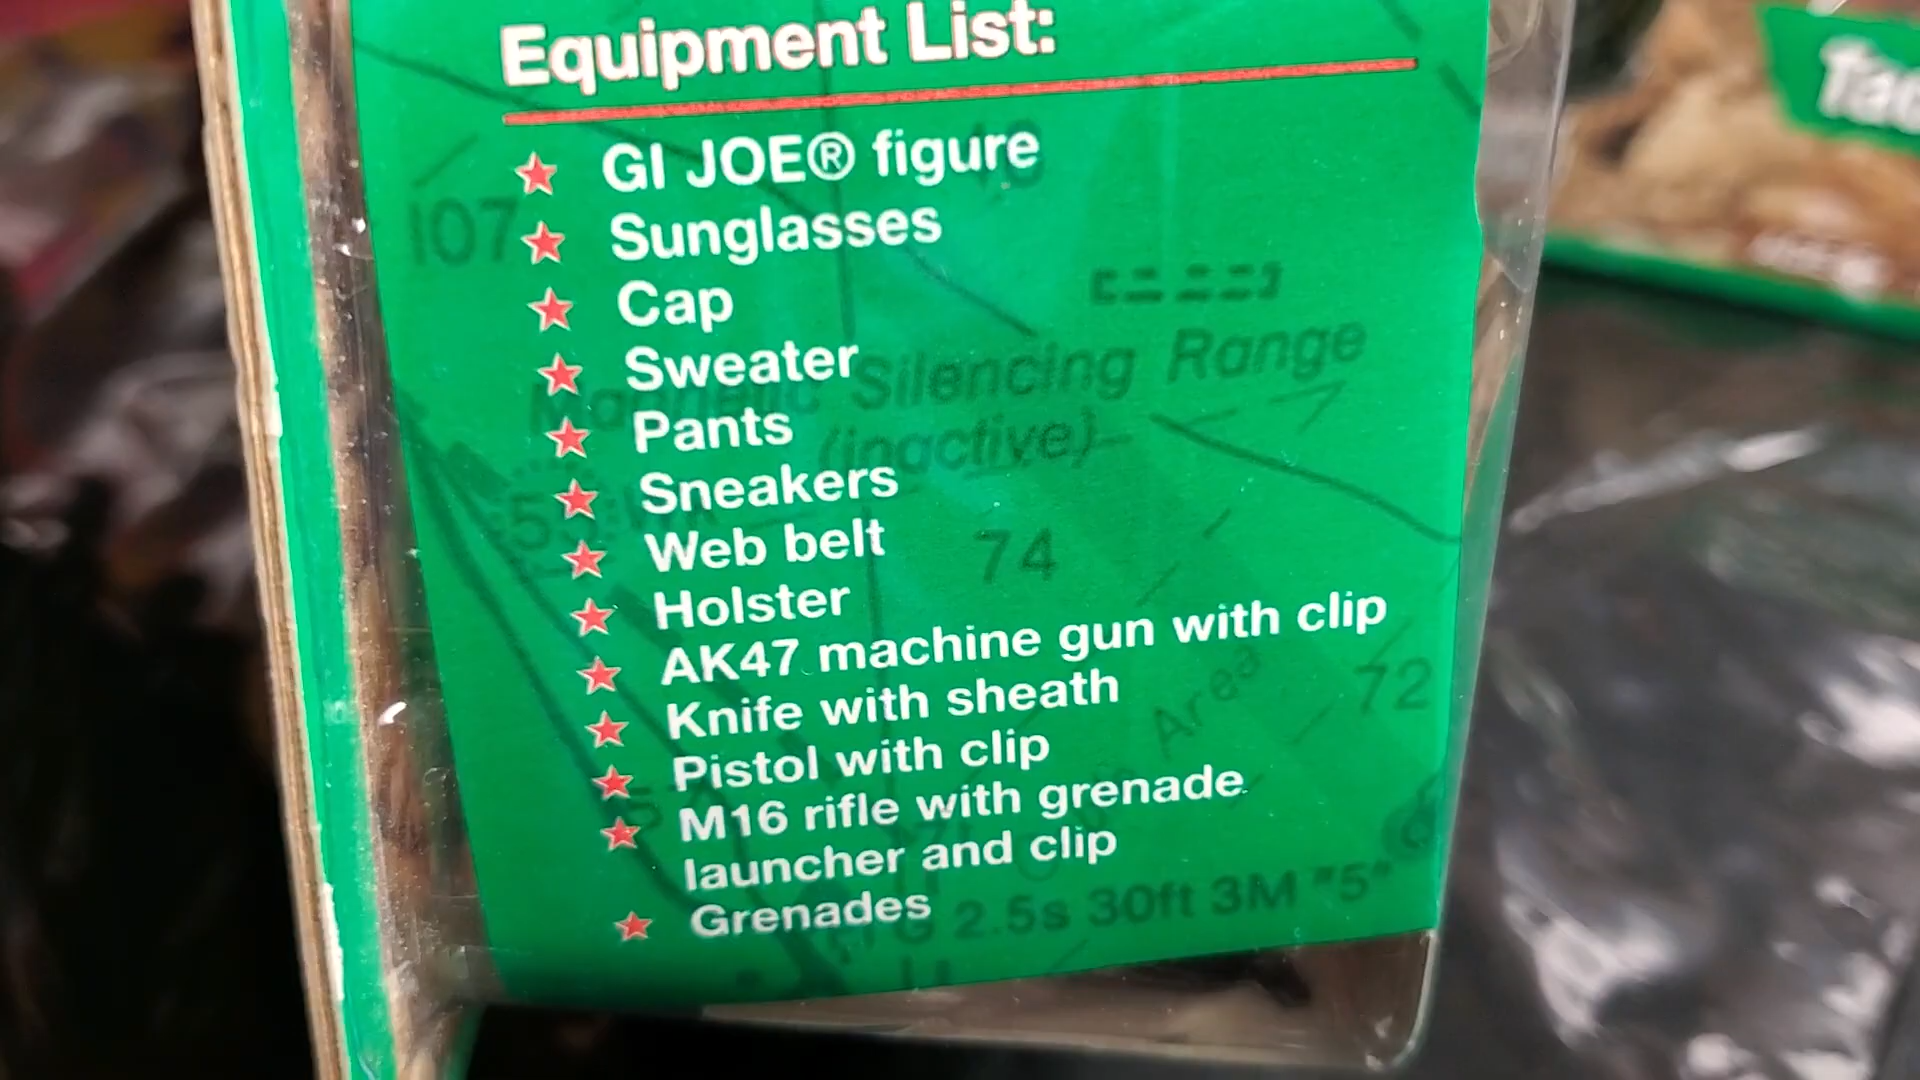 Equipment List:
GI JOE® figure
Sunglasses
Cap
Sweater
Pants
Sneakers
Web belt
Holster
AK47 machine gun with clip
Knife with sheath
Pistol with clip
M16 rifle with grenade
launcher and clip
Grenades
107
Silencing Range
(inactive)
74
72
Area
2.5s 30ft 3M "5"